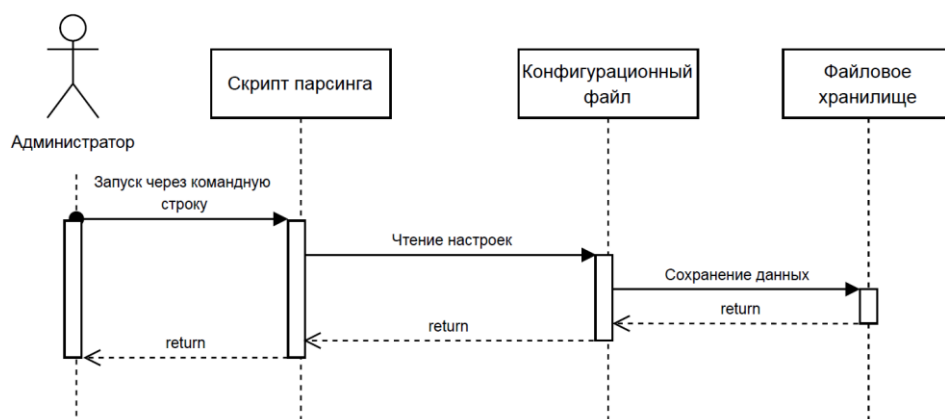 Скрипт парсинга
Конфигурационный
файл
Файловое
хранилище
Администратор
Запуск через командную
строку
Чтение настроек
Сохранение данных
return
return
return